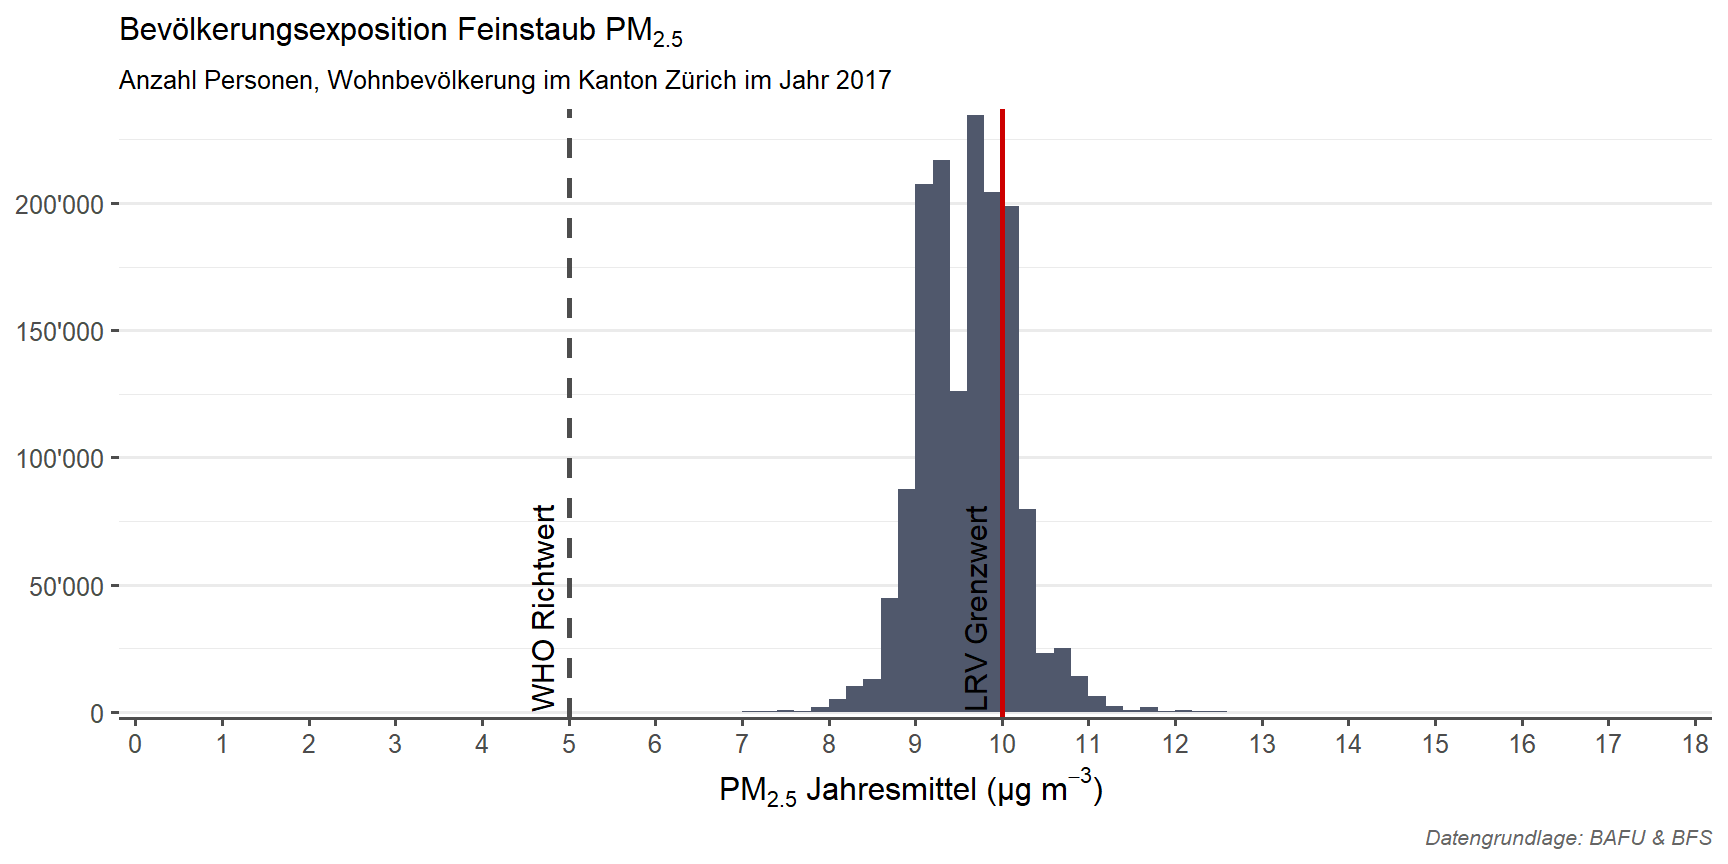 Bevölkerungsexposition Feinstaub PM2.5
Anzahl Personen, Wohnbevölkerung im Kanton Zürich im Jahr 2017
200'000
150'000
100'000
50'000
0
WHO Richtwert
LRV Grenzwert
0 1 2 3 4 5 6 7 8 9 10 11 12 13 14 15 16 17 18
PM2.5 Jahresmittel (µg m−3)
Datengrundlage: BAFU & BFS